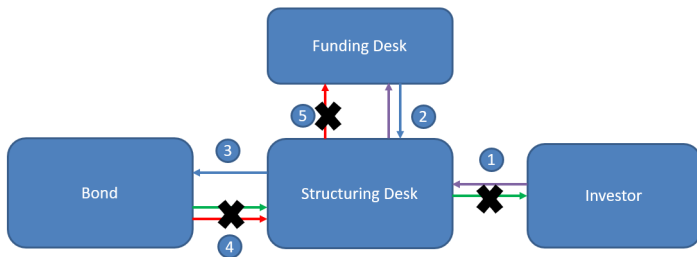 Funding Desk
5
2
3
1
Bond
Structuring Desk
Investor
4